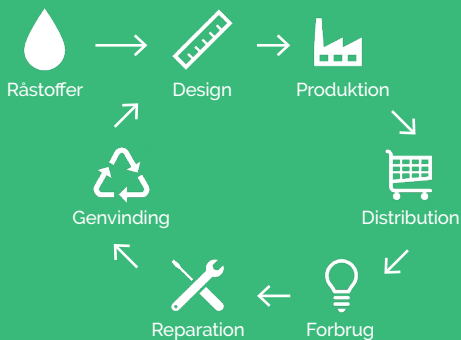 Råstoffer
Design
Produktion
Genvinding
Distribution
Reparation
Forbrug